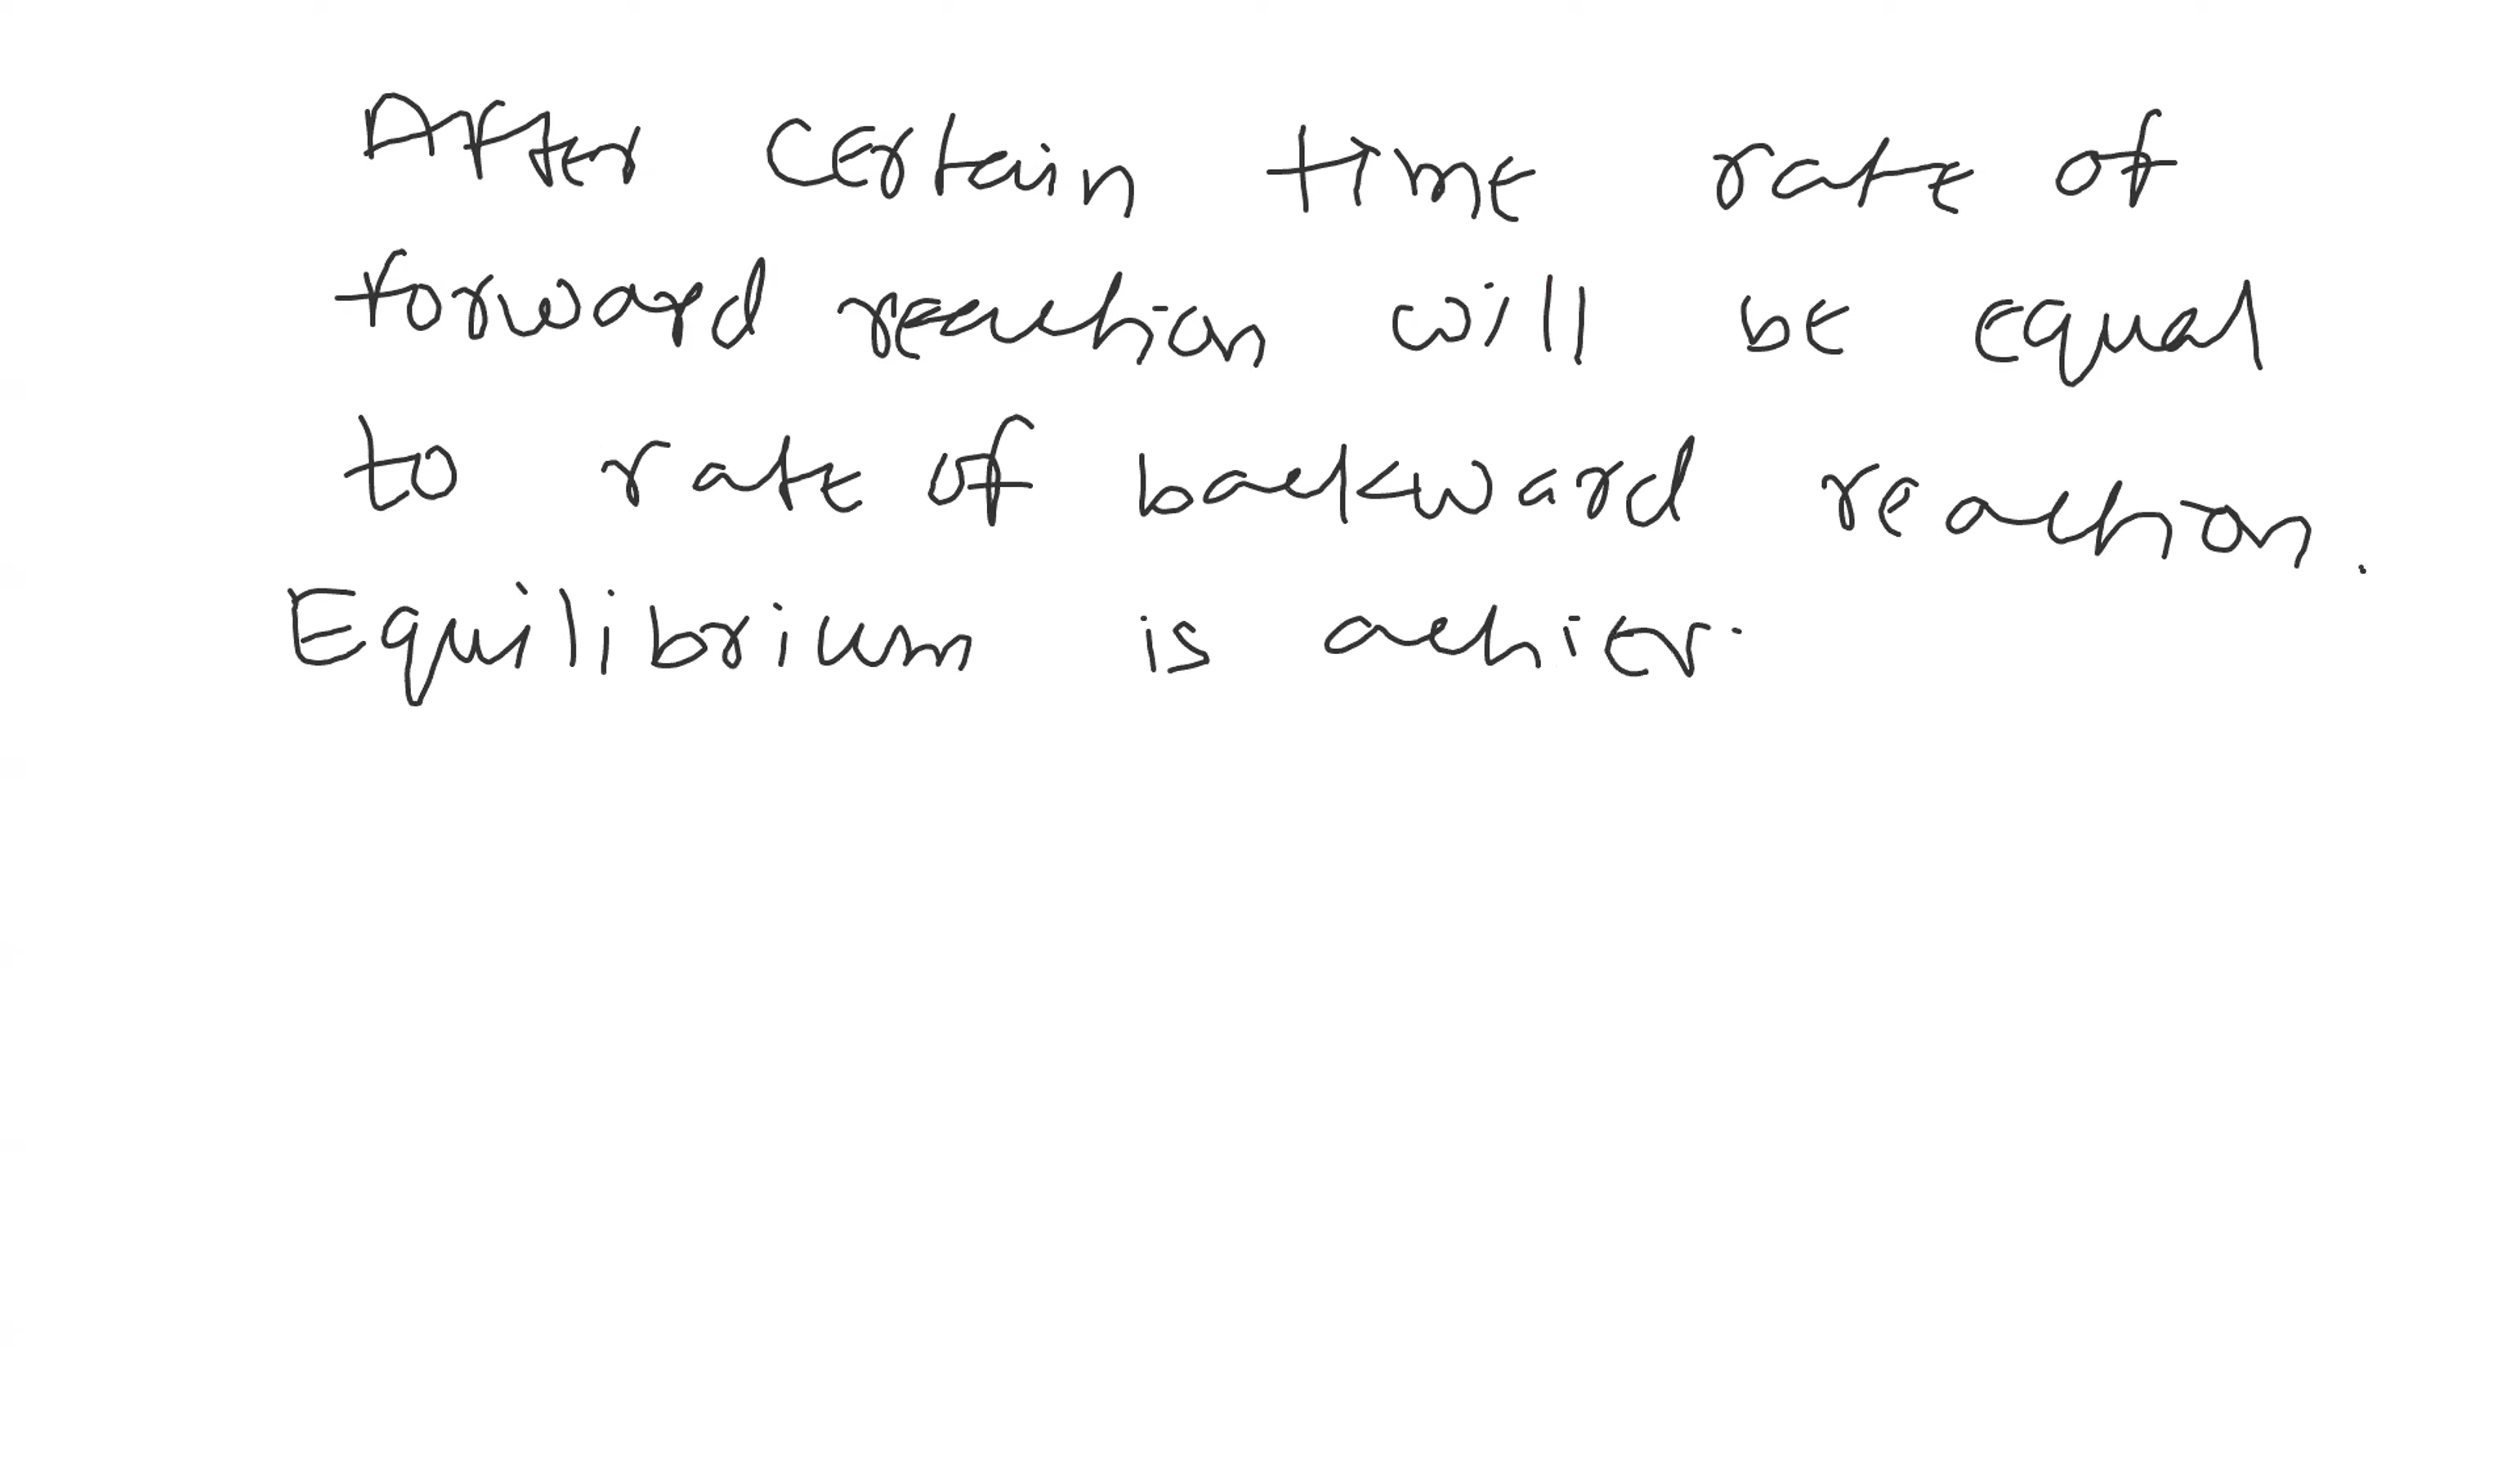 After certain time rate of
forward reaction will be equal
to rate of backward reaction.
Equilibrium is achiev.